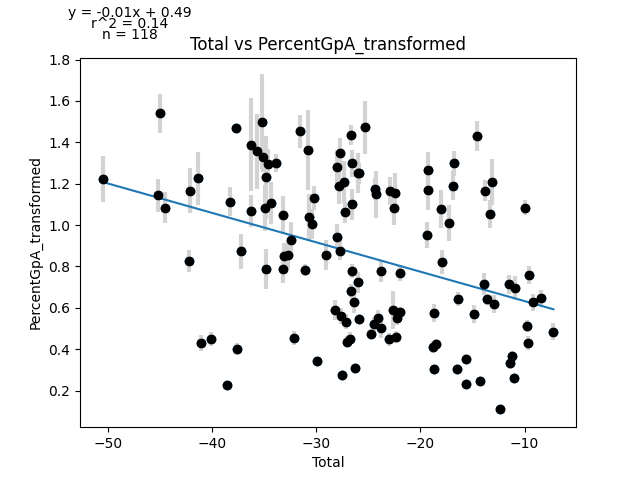 y = -0.01x + 0.49
r^2 = 0.14
n = 118
Total vs PercentGpA_transformed
1.8
1.6
1.4
1.2
1.0
0.8
0.6
0.4
0.2
PercentGpA_transformed
−50
−40
−30
−20
−10
Total